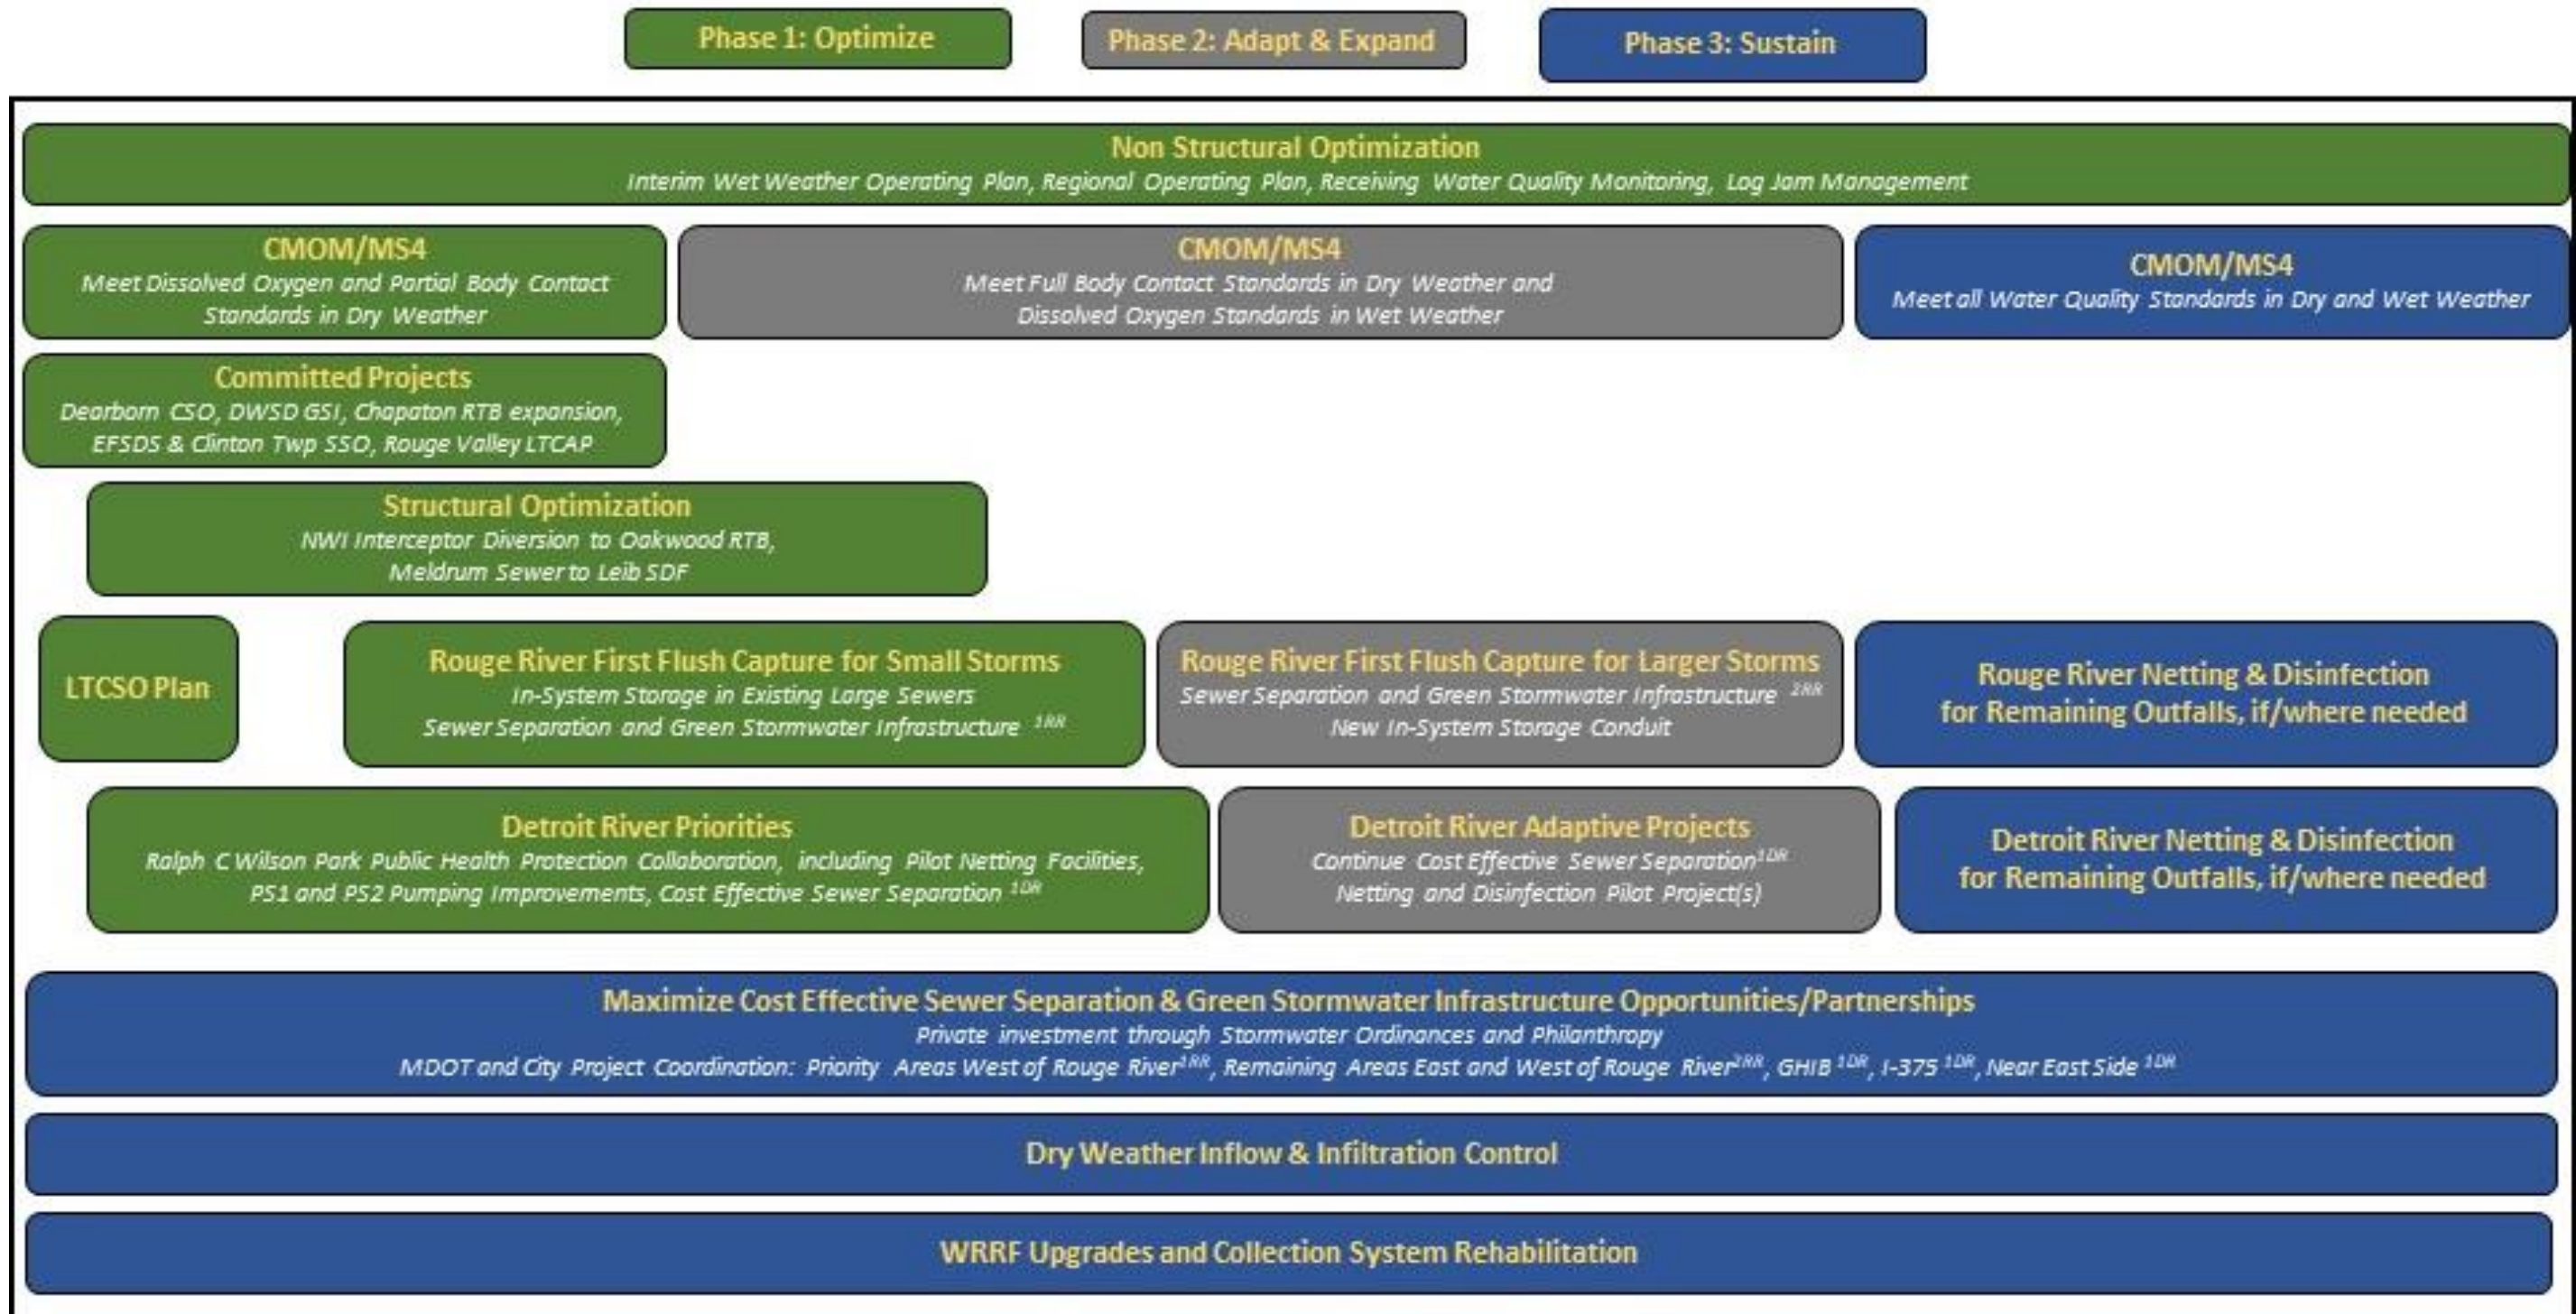 Phase 1: Optimize
Phase 2: Adapt & Expand
Phase 3: Sustain
Non Structural Optimization
Interim Wet Weather Operating Plan, Regional Operating Plan, Receiving Water Quality Monitoring, Log Jam Management
CMOM/MS4
Meet Dissolved Oxygen and Partial Body Contact
Standards in Dry Weather
CMOM/MS4
Meet Full Body Contact Standards in Dry Weather and
Dissolved Oxygen Standards in Wet Weather
CMOM/MS4
Meet all Water Quality Standards in Dry and Wet Weather
Committed Projects
Dearborn CSO, DWSD GSI, Chapaton RTB expansion,
EFSDS & Clinton Twp SSO, Rouge Valley LTCAP
Structural Optimization
NWI Interceptor Diversion to Oakwood RTB,
Meldrum Sewer to Leib SDF
LTCSO Plan
Rouge River First Flush Capture for Small Storms
In-System Storage in Existing Large Sewers
Sewer Separation and Green Stormwater Infrastructure 1RR
Rouge River First Flush Capture for Larger Storms
Sewer Separation and Green Stormwater Infrastructure 2RR
New In-System Storage Conduit
Rouge River Netting & Disinfection
for Remaining Outfalls, if/where needed
Detroit River Priorities
Ralph C Wilson Park Public Health Protection Collaboration, including Pilot Netting Facilities,
PS1 and PS2 Pumping Improvements, Cost Effective Sewer Separation 1DR
Detroit River Adaptive Projects
Continue Cost Effective Sewer Separation1DR
Netting and Disinfection Pilot Project(s)
Detroit River Netting & Disinfection
for Remaining Outfalls, if/where needed
Maximize Cost Effective Sewer Separation & Green Stormwater Infrastructure Opportunities/Partnerships
Private investment through Stormwater Ordinances and Philanthropy
MDOT and City Project Coordination: Priority Areas West of Rouge River1RR, Remaining Areas East and West of Rouge River2RR, GHIB 1DR, I-375 1DR, Near East Side 1DR
Dry Weather Inflow & Infiltration Control
WRRF Upgrades and Collection System Rehabilitation